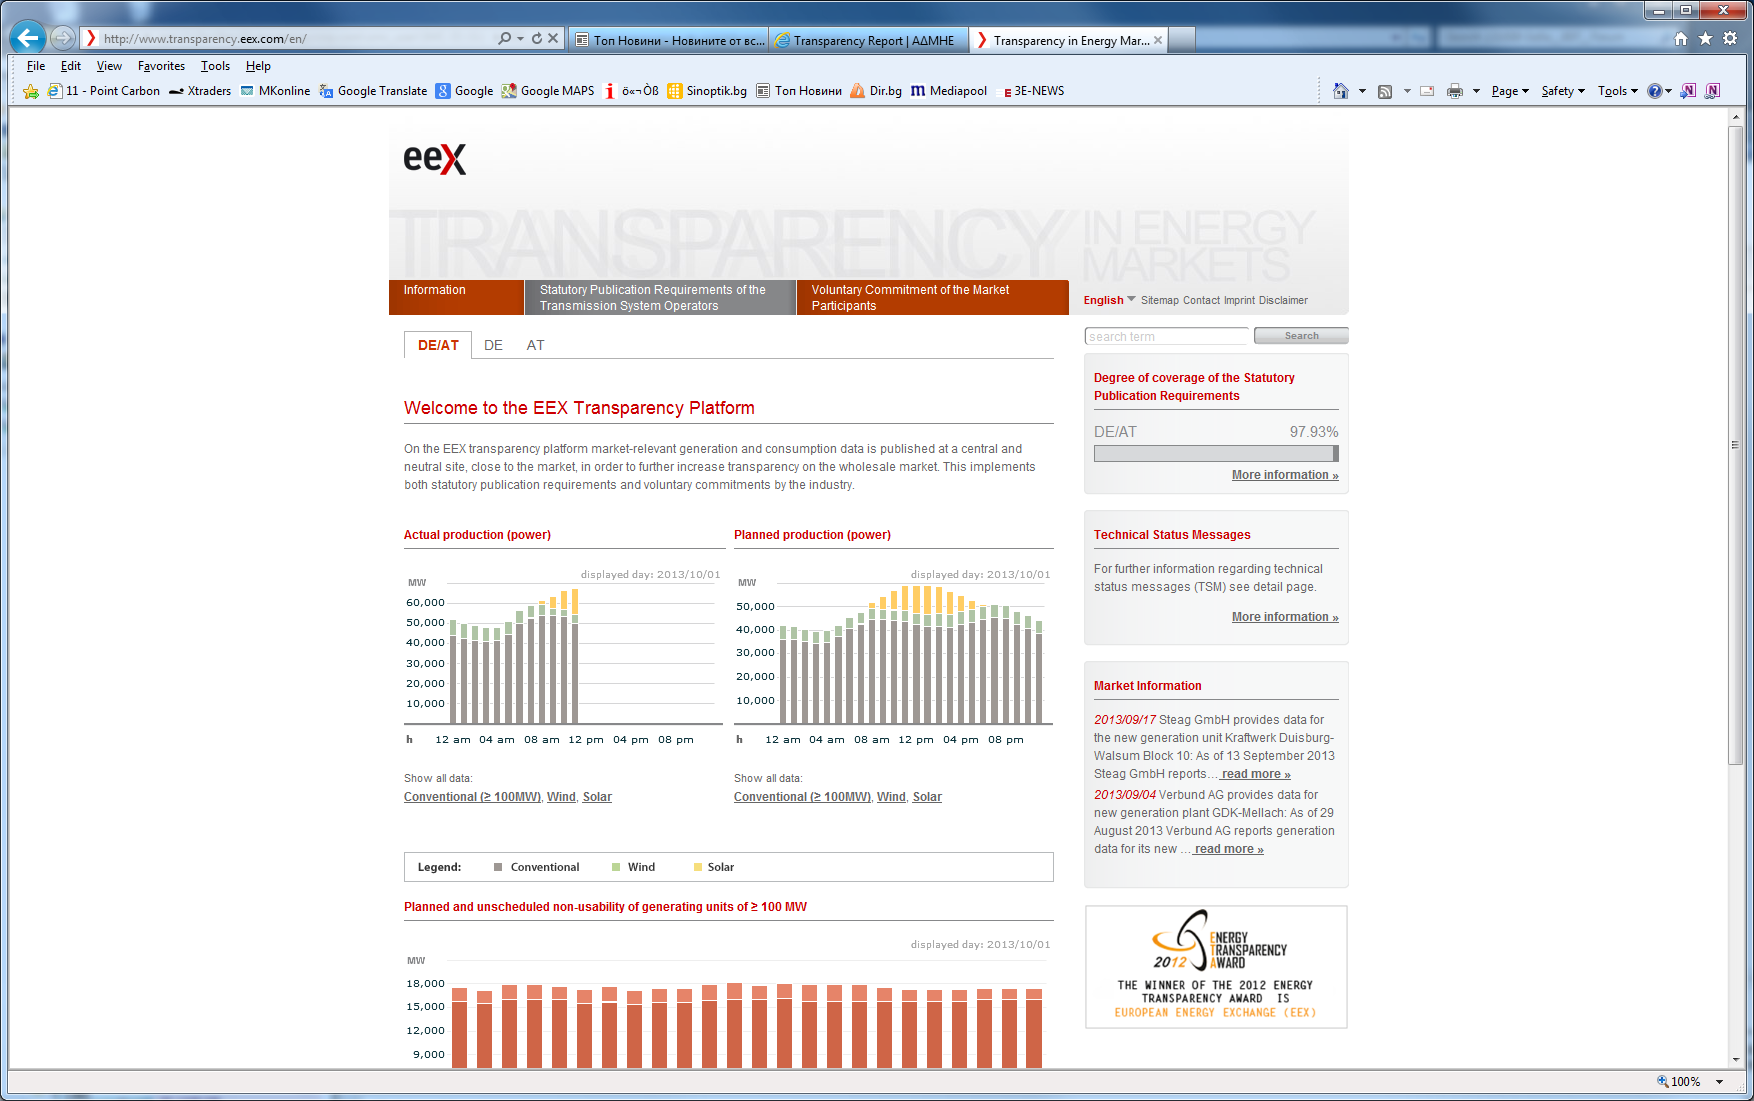 http://www.transparency.eex.com/en/
Топ Новини - Новините от вс...
Transparency Report | ΑΔΜΗΕ
Transparency in Energy Mar...
File Edit View Favorites Tools Help
11 - Point Carbon Xtraders MKonline Google Translate Google Google MAPS ö«¬Òß Sinoptik.bg Топ Новини Dir.bg Mediapool 3E-NEWS
Page Safety Tools
eex
TRANSPARENCY IN ENERGY
MARKETS
Information
Statutory Publication Requirements of the
Transmission System Operators
Voluntary Commitment of the Market
Participants
English Sitemap Contact Imprint Disclaimer
DE/AT DE AT
search term Search
Welcome to the EEX Transparency Platform
On the EEX transparency platform market-relevant generation and consumption data is published at a central and
neutral site, close to the market, in order to further increase transparency on the wholesale market. This implements
both statutory publication requirements and voluntary commitments by the industry.
Actual production (power)
displayed day: 2013/10/01
MW
60,000
50,000
40,000
30,000
20,000
10,000
h 12 am 04 am 08 am 12 pm 04 pm 08 pm
Show all data:
Conventional (≥ 100MW), Wind, Solar
Planned production (power)
displayed day: 2013/10/01
MW
50,000
40,000
30,000
20,000
10,000
h 12 am 04 am 08 am 12 pm 04 pm 08 pm
Show all data:
Conventional (≥ 100MW), Wind, Solar
Legend: Conventional Wind Solar
Planned and unscheduled non-usability of generating units of ≥ 100 MW
displayed day: 2013/10/01
MW
18,000
15,000
12,000
9,000
Degree of coverage of the Statutory
Publication Requirements
DE/AT 97.93%
More information »
Technical Status Messages
For further information regarding technical
status messages (TSM) see detail page.
More information »
Market Information
2013/09/17 Steag GmbH provides data for
the new generation unit Kraftwerk Duisburg-
Walsum Block 10: As of 13 September 2013
Steag GmbH reports... read more »
2013/09/04 Verbund AG provides data for
new generation plant GDK-Mellach: As of 29
August 2013 Verbund AG reports generation
data for its new ... read more »
2012
ENERGY
TRANSPARENCY
AWARD
THE WINNER OF THE 2012 ENERGY
TRANSPARENCY AWARD IS
EUROPEAN ENERGY EXCHANGE (EEX)
100%